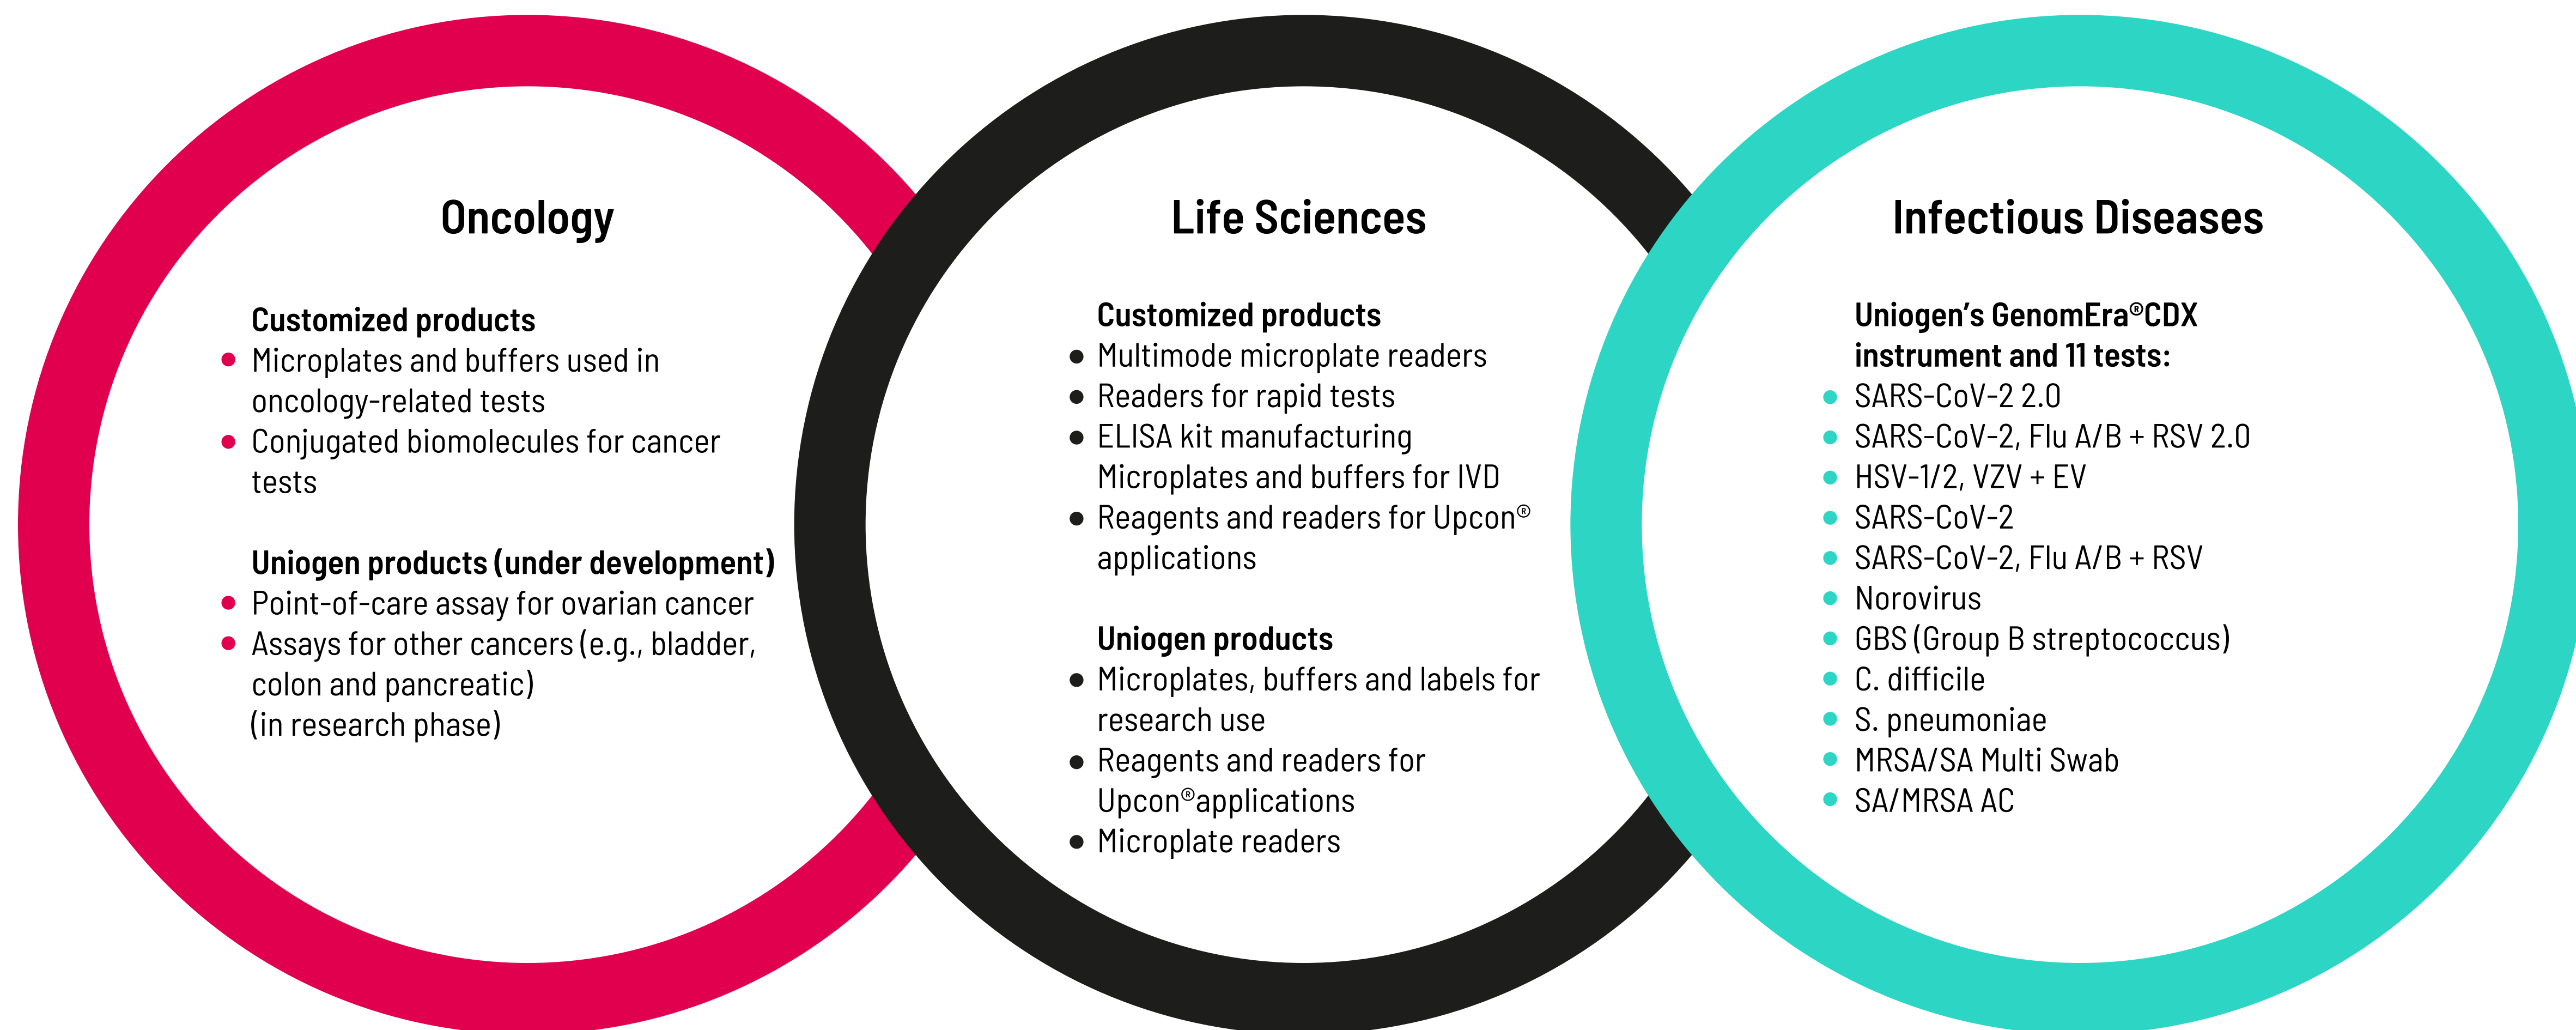 Oncology
Customized products
Microplates and buffers used in
oncology-related tests
Conjugated biomolecules for cancer
tests
Uniogen products (under development)
Point-of-care assay for ovarian cancer
Assays for other cancers (e.g., bladder,
colon and pancreatic)
(in research phase)
Life Sciences
Customized products
Multimode microplate readers
Readers for rapid tests
ELISA kit manufacturing
Microplates and buffers for IVD
Reagents and readers for Upcon®
applications
Uniogen products
Microplates, buffers and labels for
research use
Reagents and readers for
Upcon®applications
Microplate readers
Infectious Diseases
Uniogen’s GenomEra®CDX
instrument and 11 tests:
SARS-CoV-2 2.0
SARS-CoV-2, Flu A/B + RSV 2.0
HSV-1/2, VZV + EV
SARS-CoV-2
SARS-CoV-2, Flu A/B + RSV
Norovirus
GBS (Group B streptococcus)
C. difficile
S. pneumoniae
MRSA/SA Multi Swab
SA/MRSA AC